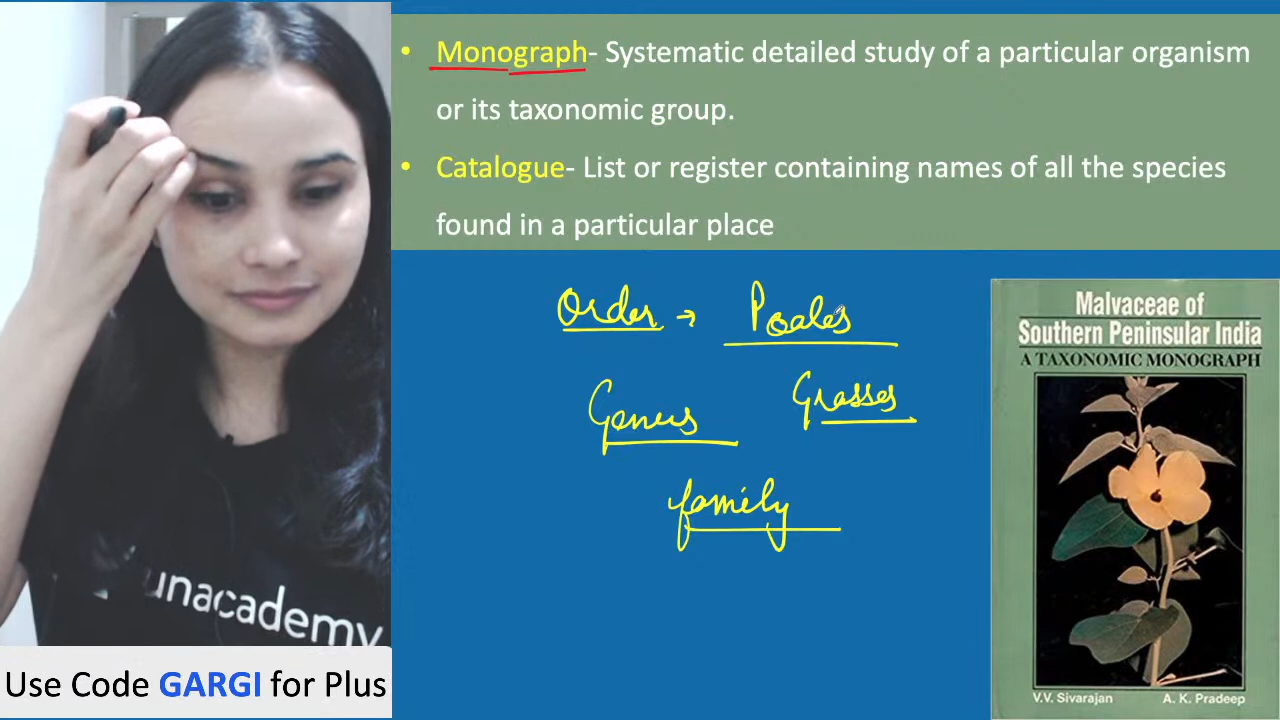 • Monograph- Systematic detailed study of a particular organism
or its taxonomic group.
• Catalogue- List or register containing names of all the species
found in a particular place
Order → Poales
Genus Grasses
family
Malvaceae of
Southern Peninsular India
A TAXONOMIC MONOGRAPH
V.V. Sivarajan A. K. Pradeep
unacademy
Use Code GARGI for Plus